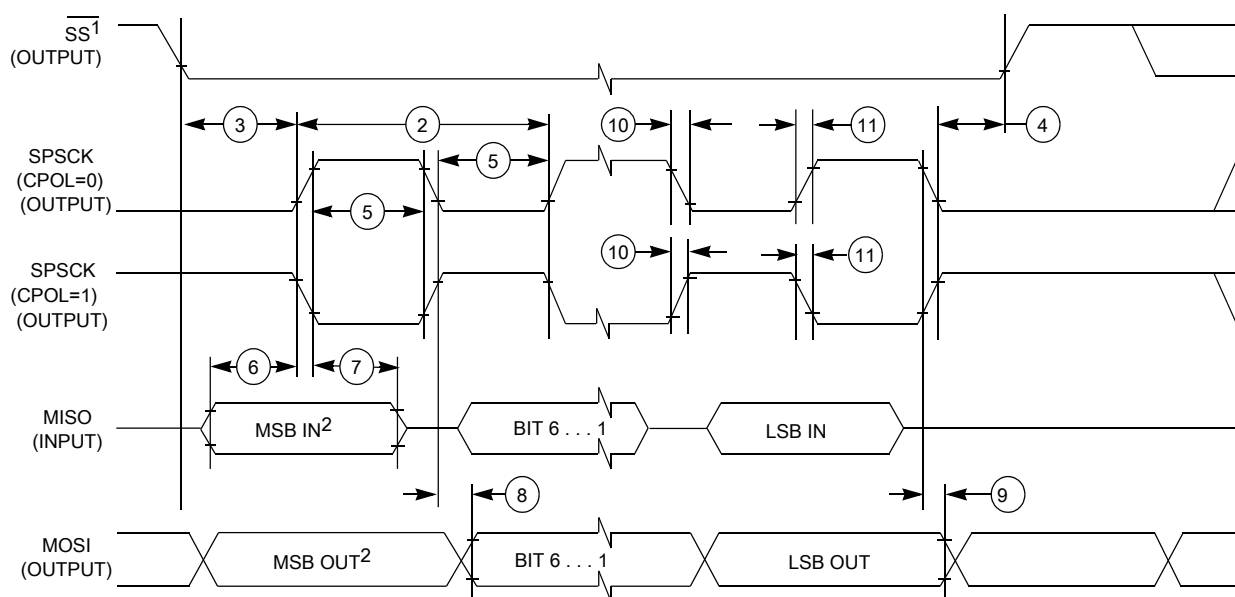 SS¹
(OUTPUT)
3
2
10
11
4
SPSCK
(CPOL=0)
(OUTPUT)
5
5
SPSCK
(CPOL=1)
(OUTPUT)
10
11
6
7
MISO
(INPUT)
MSB IN²
BIT 6 . . . 1
LSB IN
8
9
MOSI
(OUTPUT)
MSB OUT²
BIT 6 . . . 1
LSB OUT